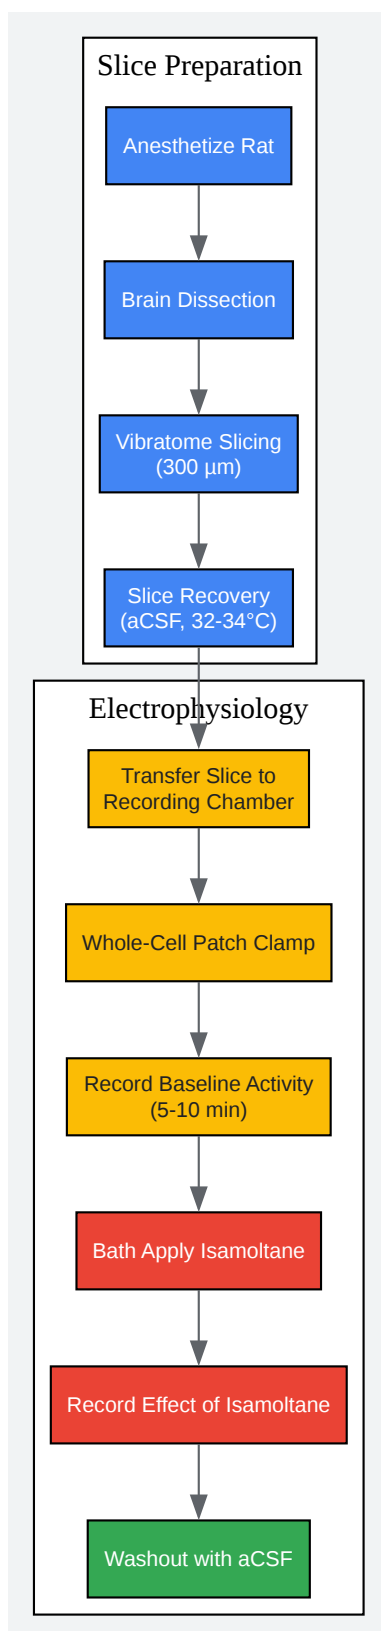 Slice Preparation
Anesthetize Rat
Brain Dissection
Vibratome Slicing
(300 µm)
Slice Recovery
(aCSF, 32-34°C)
Electrophysiology
Transfer Slice to
Recording Chamber
Whole-Cell Patch Clamp
Record Baseline Activity
(5-10 min)
Bath Apply Isamoltane
Record Effect of Isamoltane
Washout with aCSF